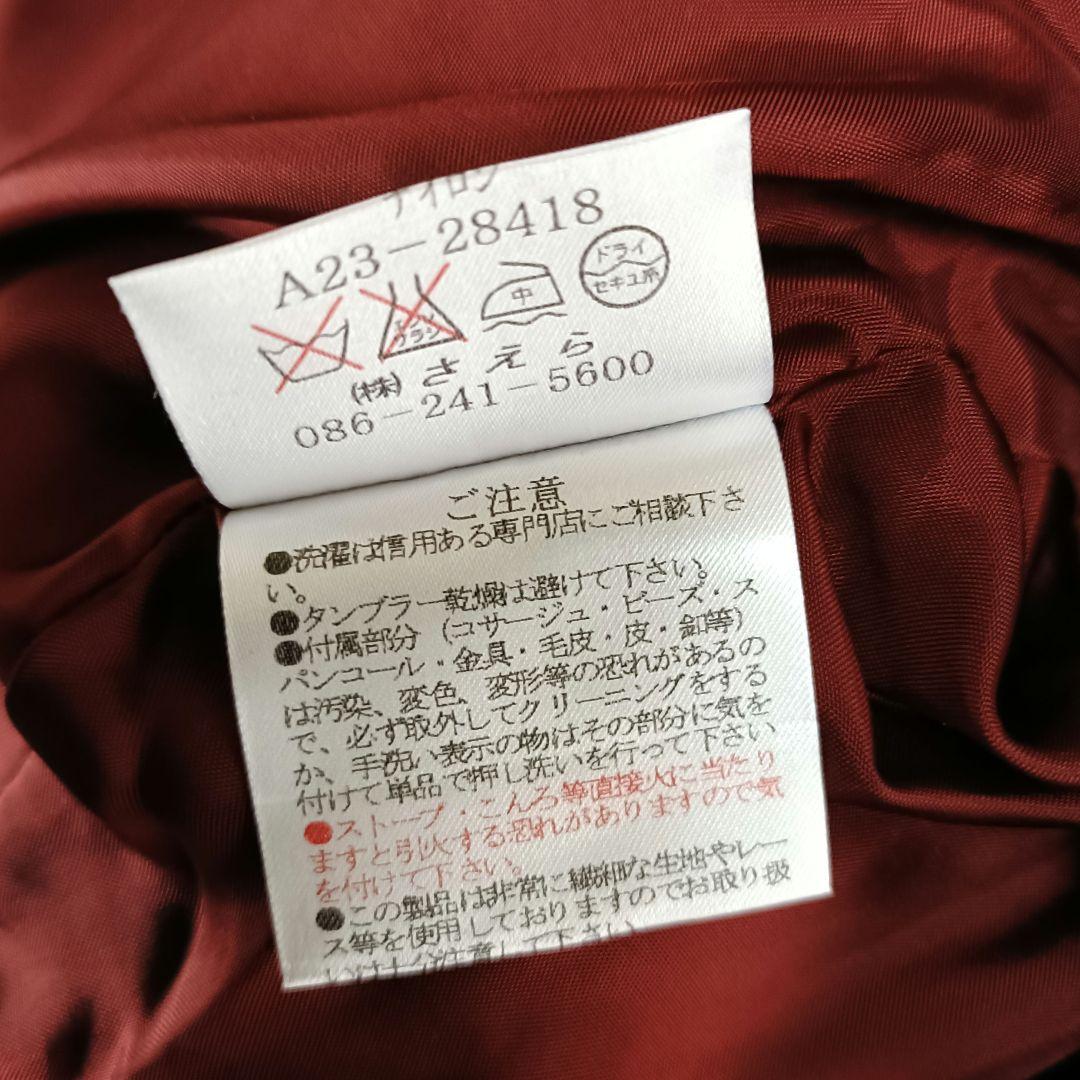 A23-28418
エンソ
サラシ
中
ドライ
セキユ系
(株) さえら
086-241-5600
ご注意
●洗濯は信用ある専門店にご相談下さ
い。
●タンブラー乾燥は避けて下さい。
●付属部分 (コサージュ・ビーズ・ス
パンコール・金具・毛皮・皮・釦等)
は汚染、変色、変形等の恐れがあるの
で、必ず取外してクリーニングをする
か、手洗い表示の物はその部分に気を
付けて単品で押し洗いを行って下さい
●ストーブ・こんろ等直接火に当たり
ますと引火する恐れがありますので気
を付けて下さい。
●この製品は非常に繊細な生地やレー
ス等を使用しておりますのでお取り扱